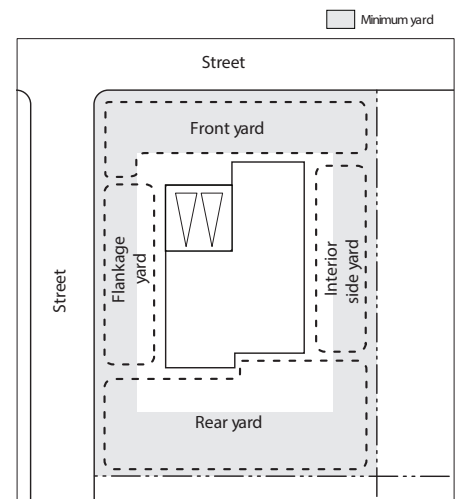 Minimum yard
Street
Front yard
Flankage
yard
Interior
side yard
Street
Rear yard